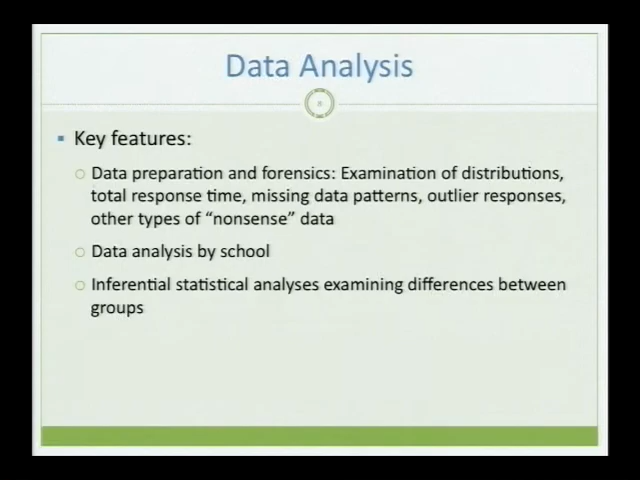 Data Analysis
Key features:
Data preparation and forensics: Examination of distributions,
total response time, missing data patterns, outlier responses,
other types of “nonsense” data
Data analysis by school
Inferential statistical analyses examining differences between
groups